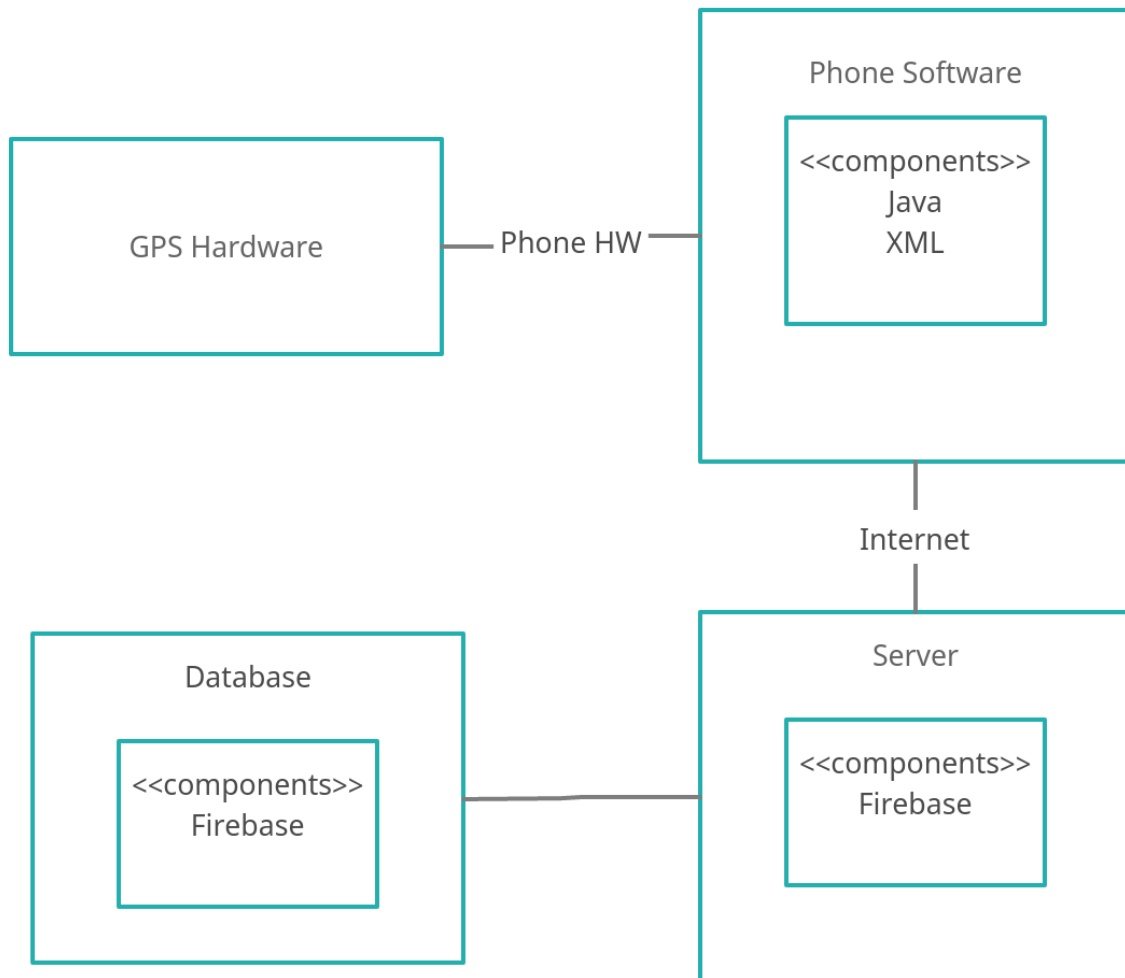 Phone Software
<<components>>
Java
XML
GPS Hardware
Phone HW
Internet
Server
<<components>>
Firebase
Database
<<components>>
Firebase